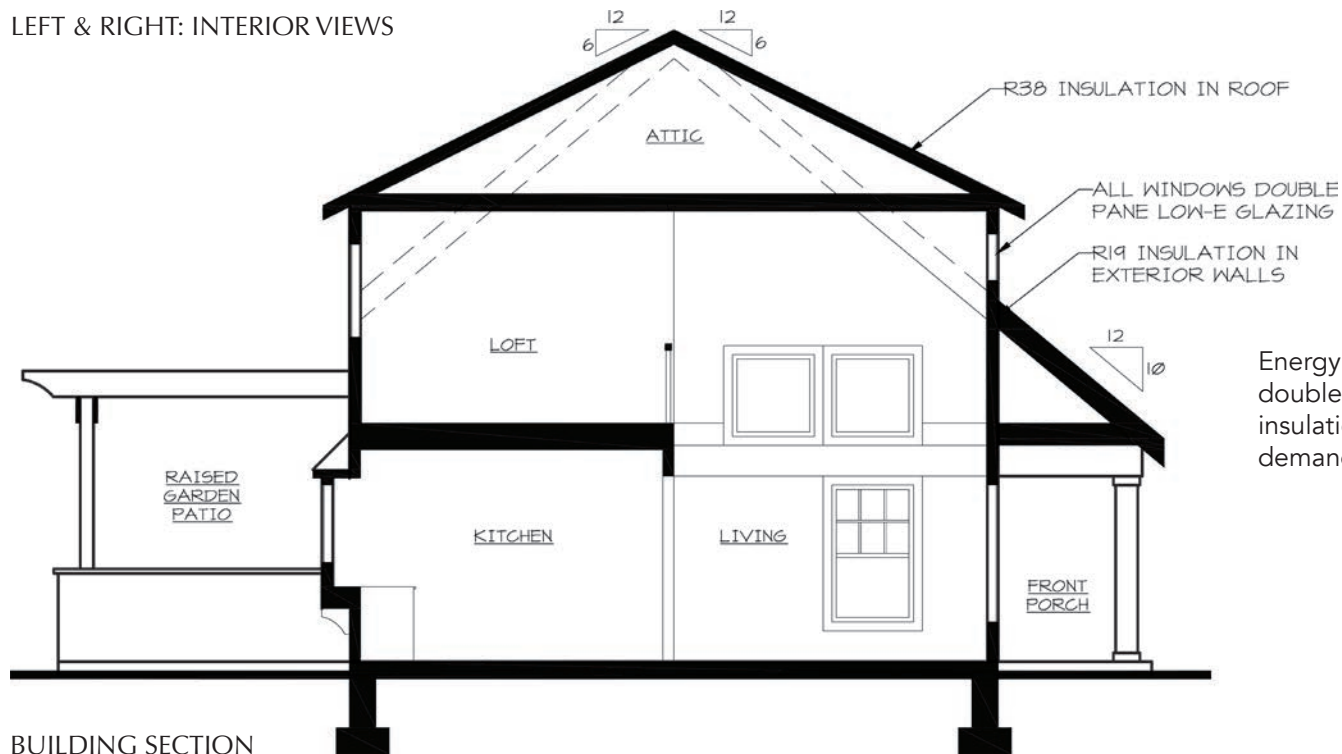 LEFT & RIGHT: INTERIOR VIEWS
12
6
12
6
R38 INSULATION IN ROOF
ATTIC
ALL WINDOWS DOUBLE
PANE LOW-E GLAZING
R19 INSULATION IN
EXTERIOR WALLS
12
10
LOFT
Energy
double
insulati
deman
RAISED
GARDEN
PATIO
KITCHEN
LIVING
FRONT
PORCH
BUILDING SECTION